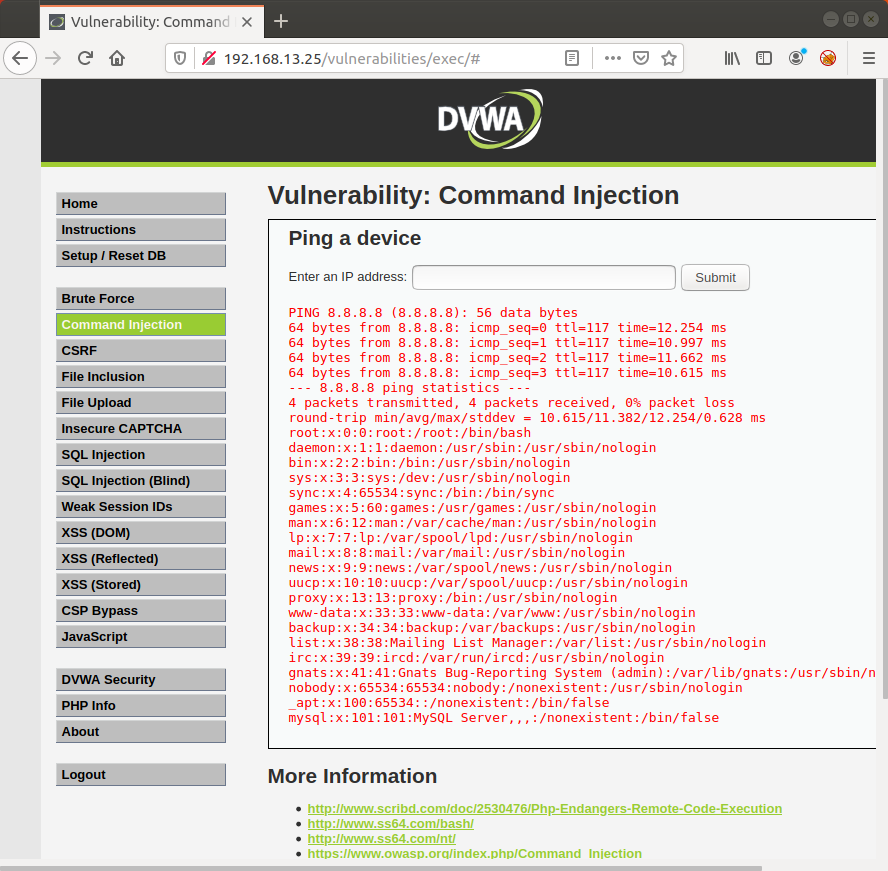 Vulnerability: Command
192.168.13.25/vulnerabilities/exec/#
DVWA
Home
Instructions
Setup / Reset DB
Brute Force
Command Injection
CSRF
File Inclusion
File Upload
Insecure CAPTCHA
SQL Injection
SQL Injection (Blind)
Weak Session IDs
XSS (DOM)
XSS (Reflected)
XSS (Stored)
CSP Bypass
JavaScript
DVWA Security
PHP Info
About
Logout
Vulnerability: Command Injection
Ping a device
Enter an IP address: Submit
PING 8.8.8.8 (8.8.8.8): 56 data bytes
64 bytes from 8.8.8.8: icmp_seq=0 ttl=117 time=12.254 ms
64 bytes from 8.8.8.8: icmp_seq=1 ttl=117 time=10.997 ms
64 bytes from 8.8.8.8: icmp_seq=2 ttl=117 time=11.662 ms
64 bytes from 8.8.8.8: icmp_seq=3 ttl=117 time=10.615 ms
--- 8.8.8.8 ping statistics ---
4 packets transmitted, 4 packets received, 0% packet loss
round-trip min/avg/max/stddev = 10.615/11.382/12.254/0.628 ms
root:x:0:0:root:/root:/bin/bash
daemon:x:1:1:daemon:/usr/sbin:/usr/sbin/nologin
bin:x:2:2:bin:/bin:/usr/sbin/nologin
sys:x:3:3:sys:/dev:/usr/sbin/nologin
sync:x:4:65534:sync:/bin:/bin/sync
games:x:5:60:games:/usr/games:/usr/sbin/nologin
man:x:6:12:man:/var/cache/man:/usr/sbin/nologin
lp:x:7:7:lp:/var/spool/lpd:/usr/sbin/nologin
mail:x:8:8:mail:/var/mail:/usr/sbin/nologin
news:x:9:9:news:/var/spool/news:/usr/sbin/nologin
uucp:x:10:10:uucp:/var/spool/uucp:/usr/sbin/nologin
proxy:x:13:13:proxy:/bin:/usr/sbin/nologin
www-data:x:33:33:www-data:/var/www:/usr/sbin/nologin
backup:x:34:34:backup:/var/backups:/usr/sbin/nologin
list:x:38:38:Mailing List Manager:/var/list:/usr/sbin/nologin
irc:x:39:39:ircd:/var/run/ircd:/usr/sbin/nologin
gnats:x:41:41:Gnats Bug-Reporting System (admin):/var/lib/gnats:/usr/sbin/n
nobody:x:65534:65534:nobody:/nonexistent:/usr/sbin/nologin
_apt:x:100:65534::/nonexistent:/bin/false
mysql:x:101:101:MySQL Server,,,:/nonexistent:/bin/false
More Information
http://www.scribd.com/doc/2530476/Php-Endangers-Remote-Code-Execution
http://www.ss64.com/bash/
http://www.ss64.com/nt/
https://www.owasp.org/index.php/Command_Injection